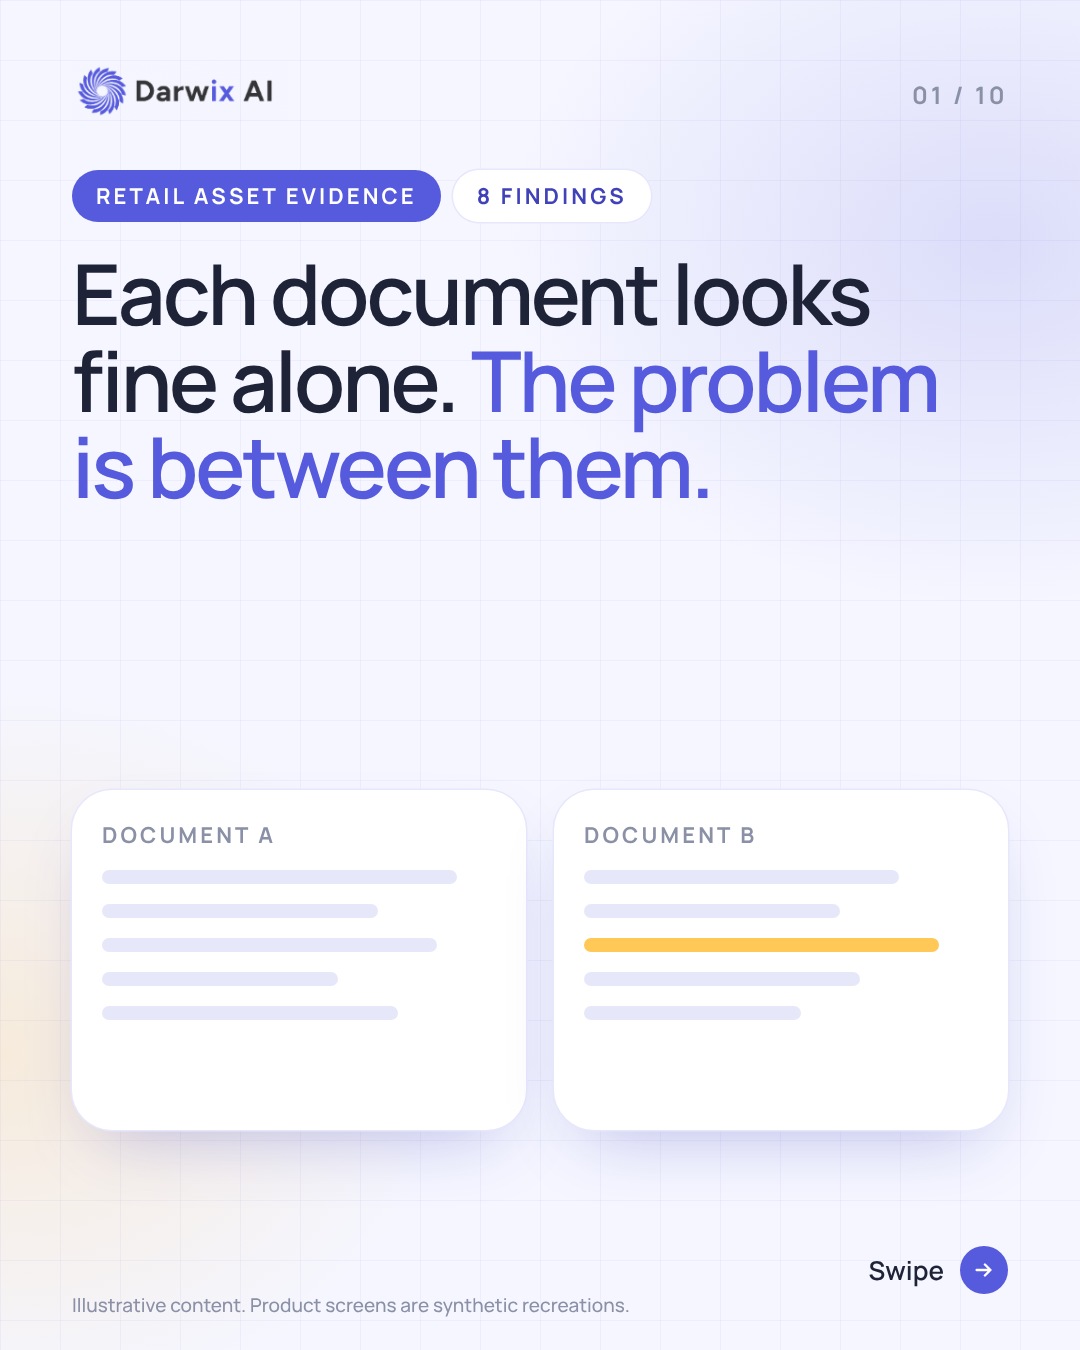 Darwix AI
01 / 10
RETAIL ASSET EVIDENCE
8 FINDINGS
Each document looks
fine alone. The problem
is between them.
DOCUMENT A
DOCUMENT B
Swipe
Illustrative content. Product screens are synthetic recreations.